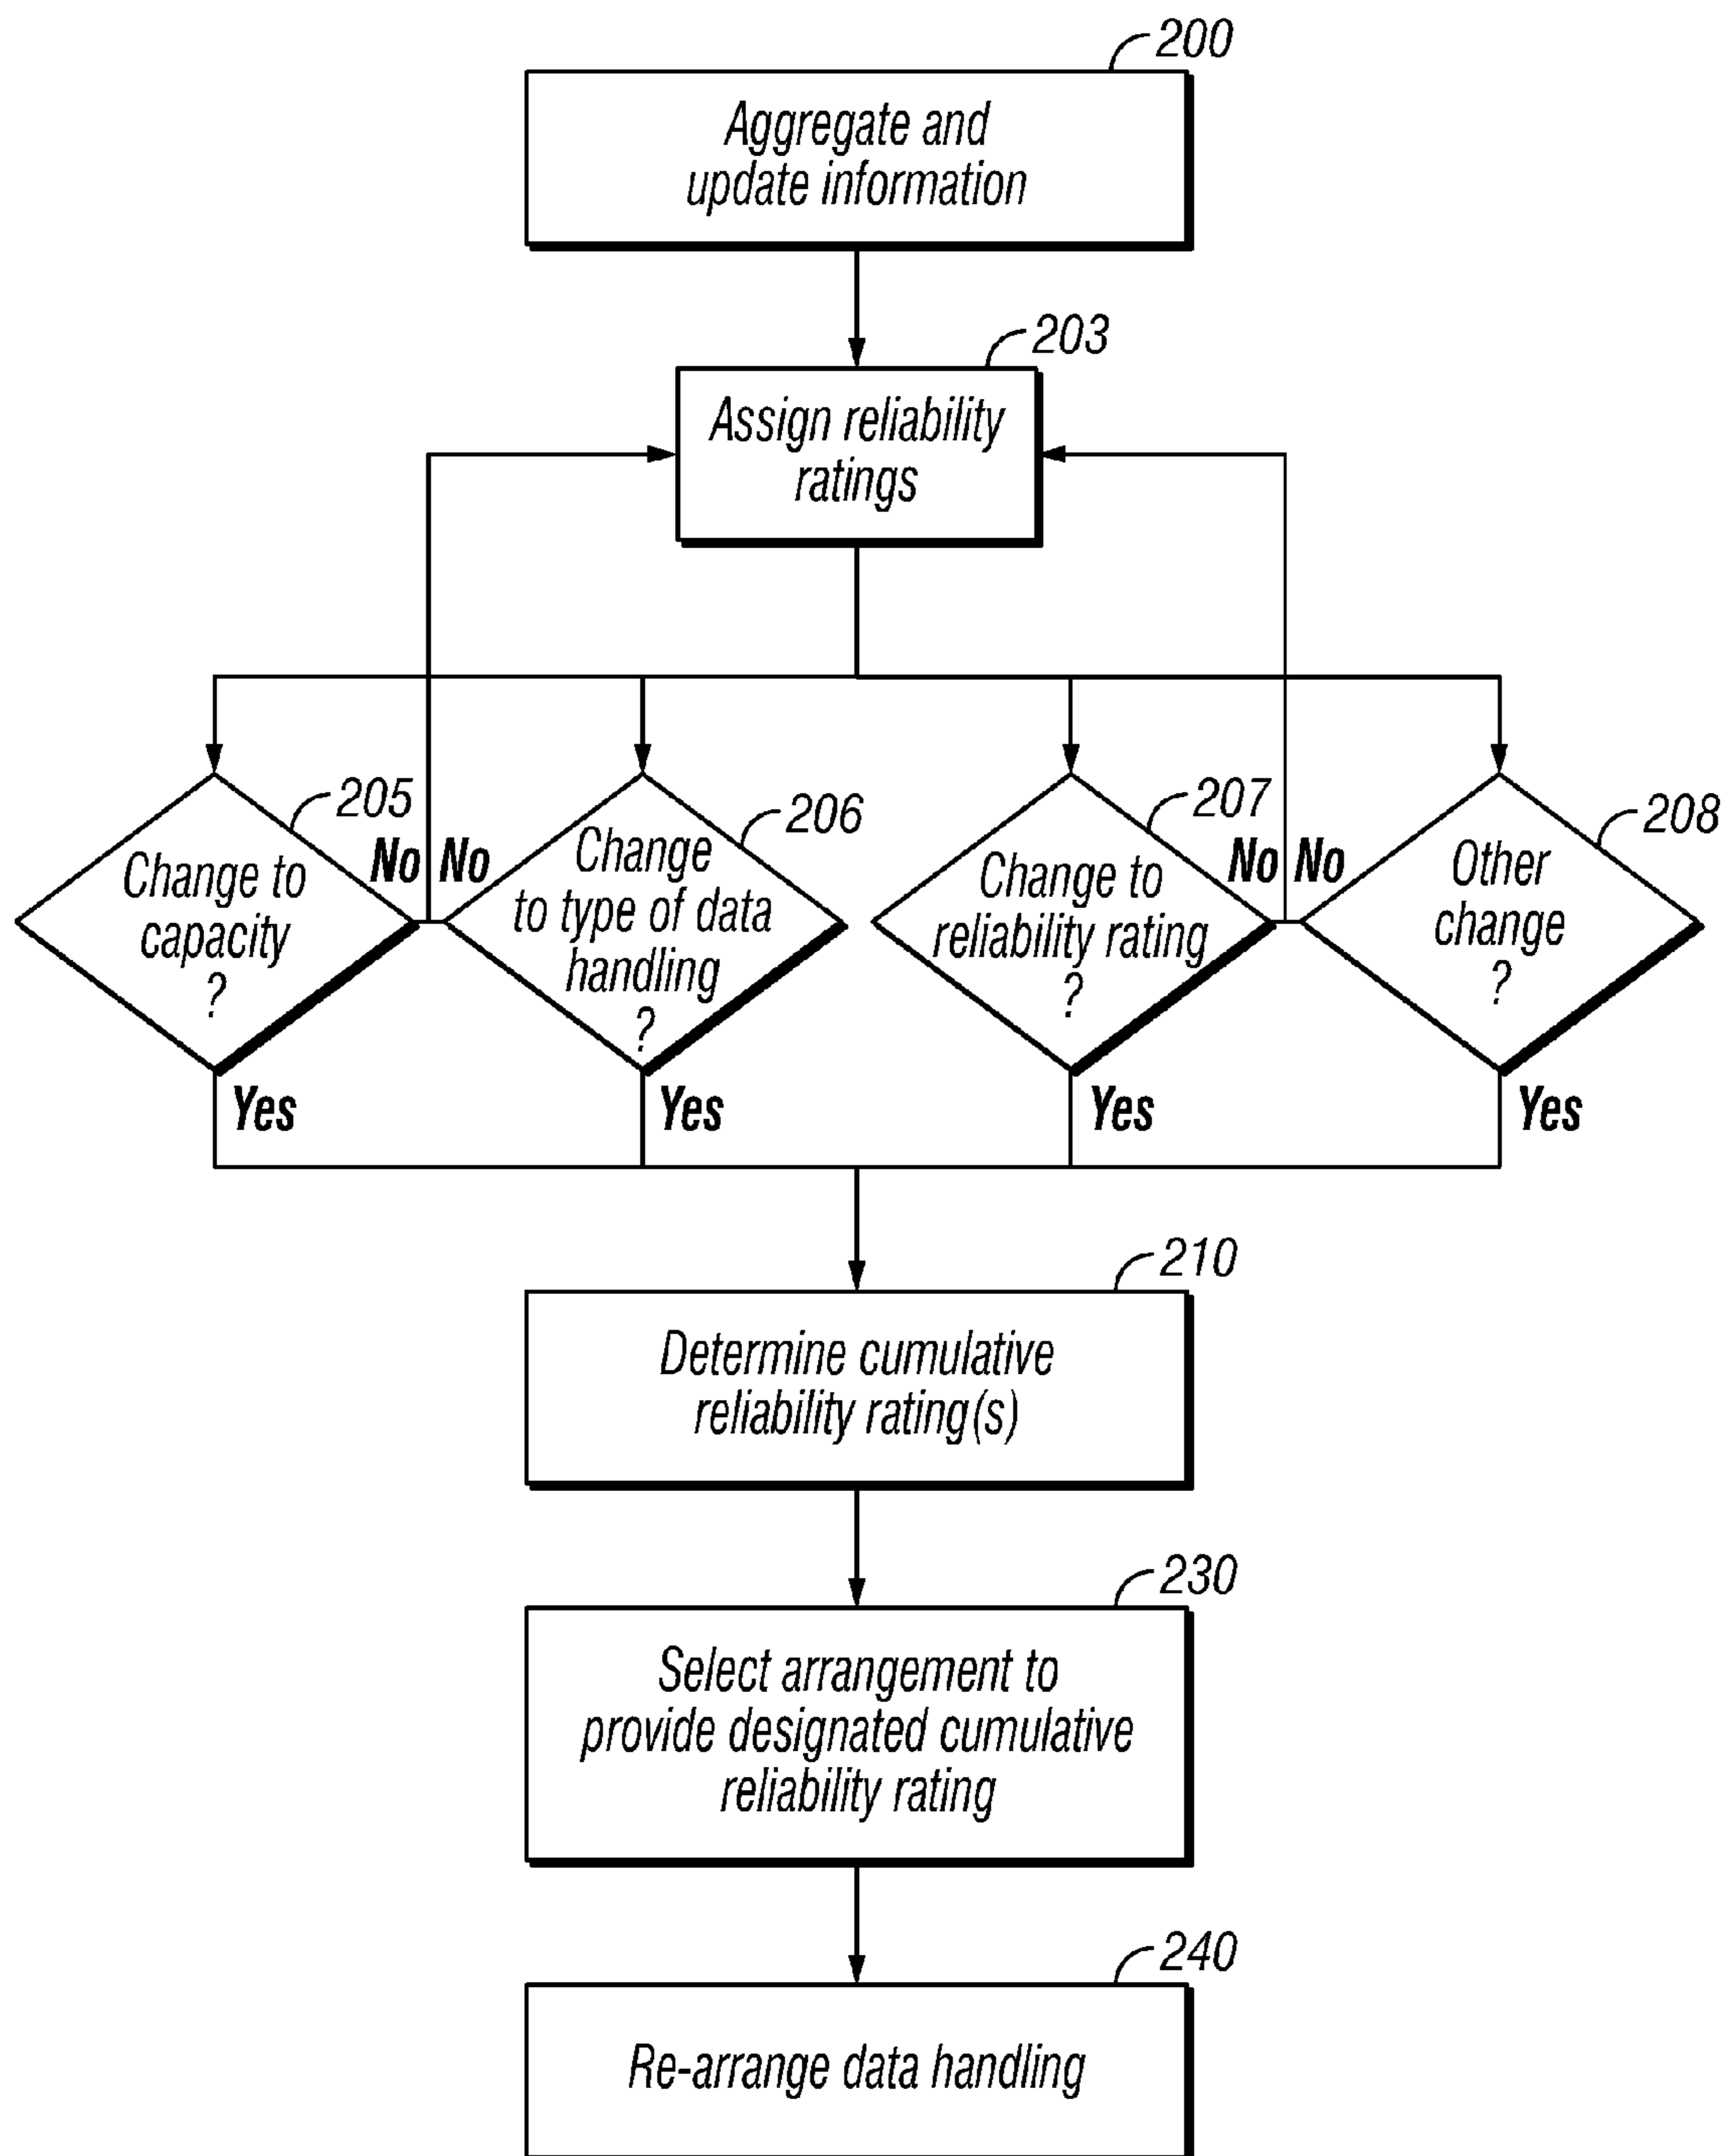 200
Aggregate and
update information
203
Assign reliability
ratings
205
Change to
capacity
?
No
Yes
206
Change
to type of data
handling
?
No
Yes
207
Change to
reliability rating
?
No
Yes
208
Other
change
?
No
Yes
210
Determine cumulative
reliability rating(s)
230
Select arrangement to
provide designated cumulative
reliability rating
240
Re-arrange data handling